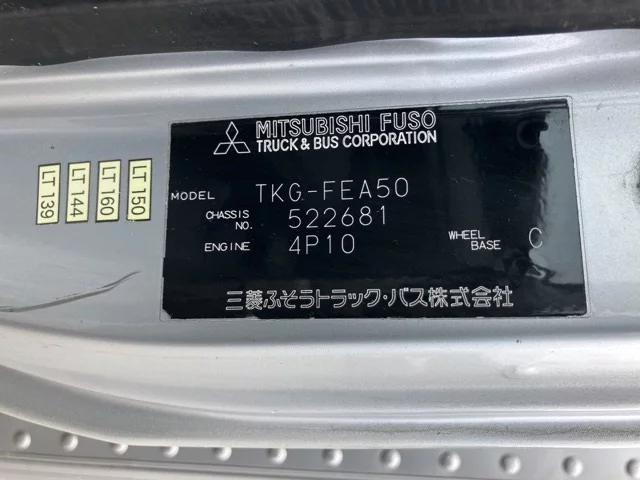 MITSUBISHI FUSO
TRUCK & BUS CORPORATION
MODEL TKG-FEA50
CHASSIS NO. 522681
ENGINE 4P10
WHEEL BASE C
三菱ふそうトラック・バス株式会社
LT 139
LT 144
LT 160
LT 150